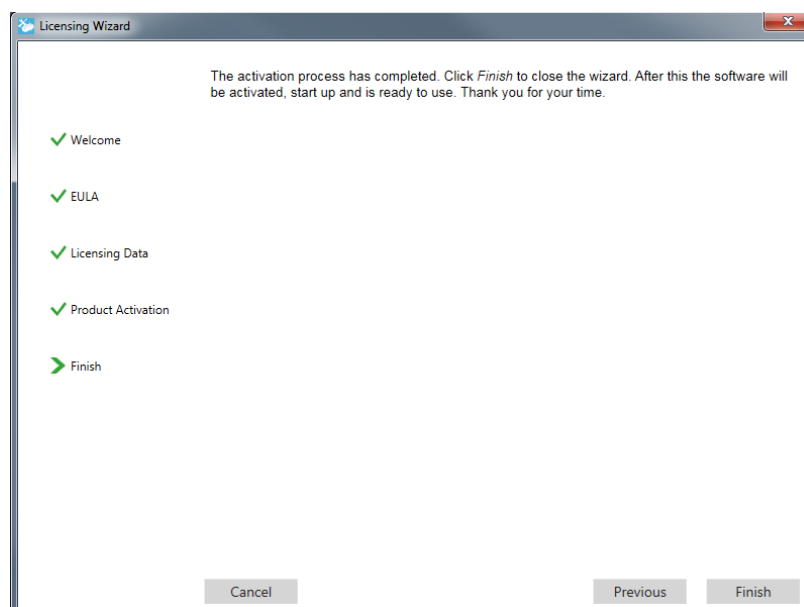 Licensing Wizard
The activation process has completed. Click Finish to close the wizard. After this the software will
be activated, start up and is ready to use. Thank you for your time.
Welcome
EULA
Licensing Data
Product Activation
Finish
Cancel
Previous
Finish